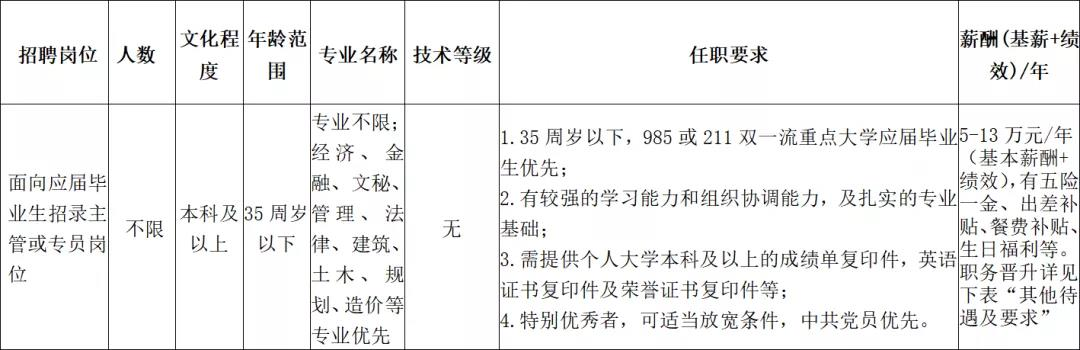 招聘岗位
人数
文化程
度
年龄范
围
专业名称
技术等级
任职要求
薪酬(基薪+绩
效)/年
面向应届毕
业生招录主
管或专员岗
位
不限
本科及
以上
35 周岁
以下
专业不限;
经济、金
融、文秘、
管理、法
律、建筑、
土木、规
划、造价等
专业优先
无
1.35 周岁以下，985 或 211 双一流重点大学应届毕业
生优先;
2.有较强的学习能力和组织协调能力，及扎实的专业
基础;
3.需提供个人大学本科及以上的成绩单复印件，英语
证书复印件及荣誉证书复印件等;
4.特别优秀者，可适当放宽条件，中共党员优先。
5-13 万元/年
（基本薪酬+
绩效），有五险
一金、出差补
贴、餐费补贴、
生日福利等。
职务晋升详见
下表“其他待
遇及要求”